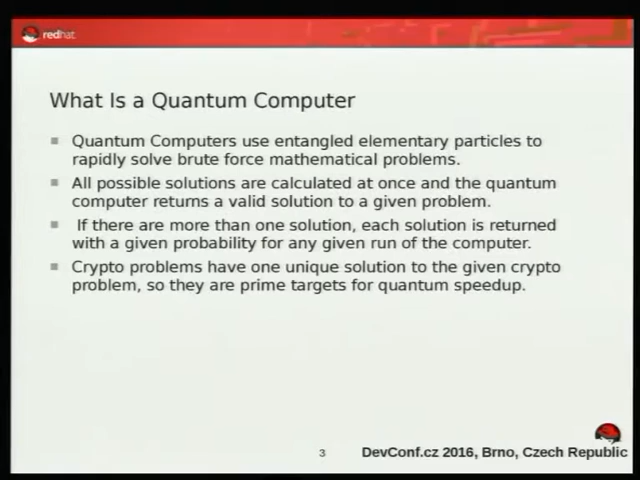 redhat
What Is a Quantum Computer
Quantum Computers use entangled elementary particles to
rapidly solve brute force mathematical problems.
All possible solutions are calculated at once and the quantum
computer returns a valid solution to a given problem.
If there are more than one solution, each solution is returned
with a given probability for any given run of the computer.
Crypto problems have one unique solution to the given crypto
problem, so they are prime targets for quantum speedup.
3
DevConf.cz 2016, Brno, Czech Republic